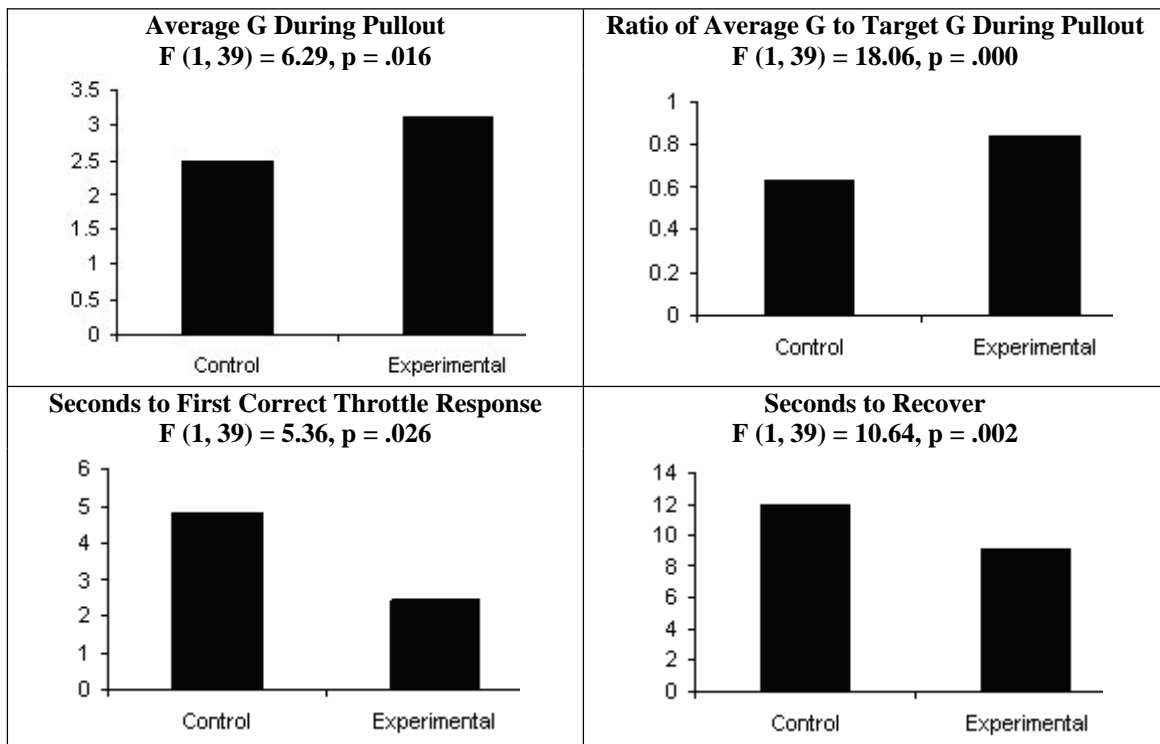 Average G During Pullout
F (1, 39) = 6.29, p = .016
3.5
3
2.5
2
1.5
1
0.5
0
Control Experimental
Ratio of Average G to Target G During Pullout
F (1, 39) = 18.06, p = .000
1
0.8
0.6
0.4
0.2
0
Control Experimental
Seconds to First Correct Throttle Response
F (1, 39) = 5.36, p = .026
6
5
4
3
2
1
0
Control Experimental
Seconds to Recover
F (1, 39) = 10.64, p = .002
14
12
10
8
6
4
2
0
Control Experimental